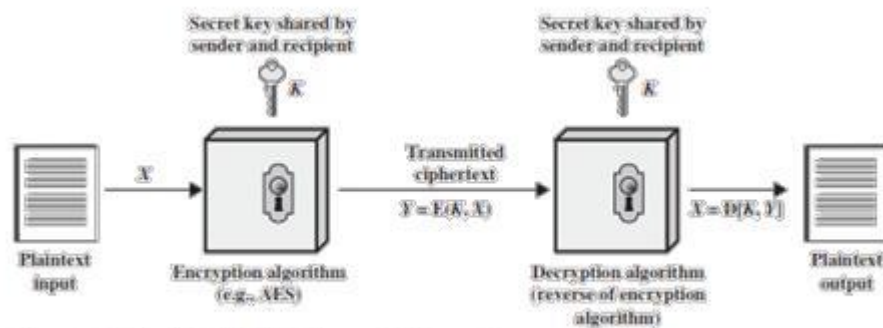 Secret key shared by
sender and recipient
K
Secret key shared by
sender and recipient
K
X
Transmitted
ciphertext
Y = E(K, X)
X = D[K, Y]
Plaintext
input
Encryption algorithm
(e.g., AES)
Decryption algorithm
(reverse of encryption
algorithm)
Plaintext
output